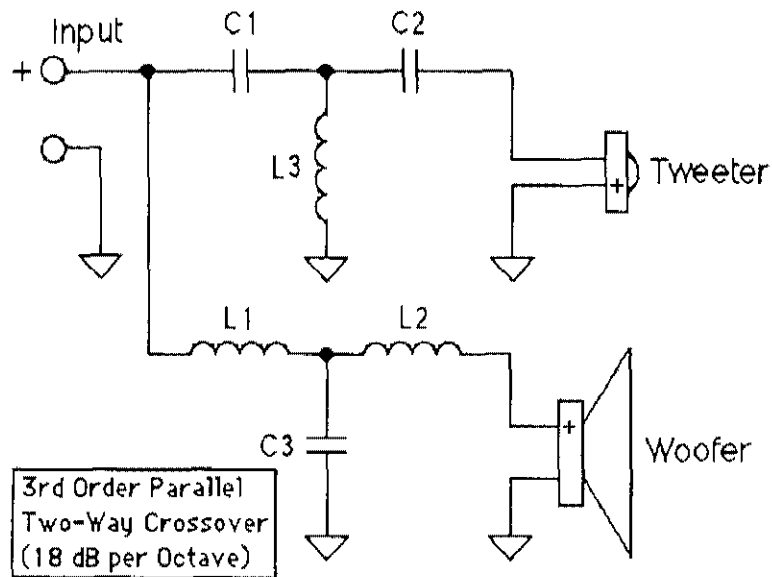 Input
C1
C2
+
L3
+
Tweeter
L1
L2
C3
+
Woofer
3rd Order Parallel
Two-Way Crossover
(18 dB per Octave)